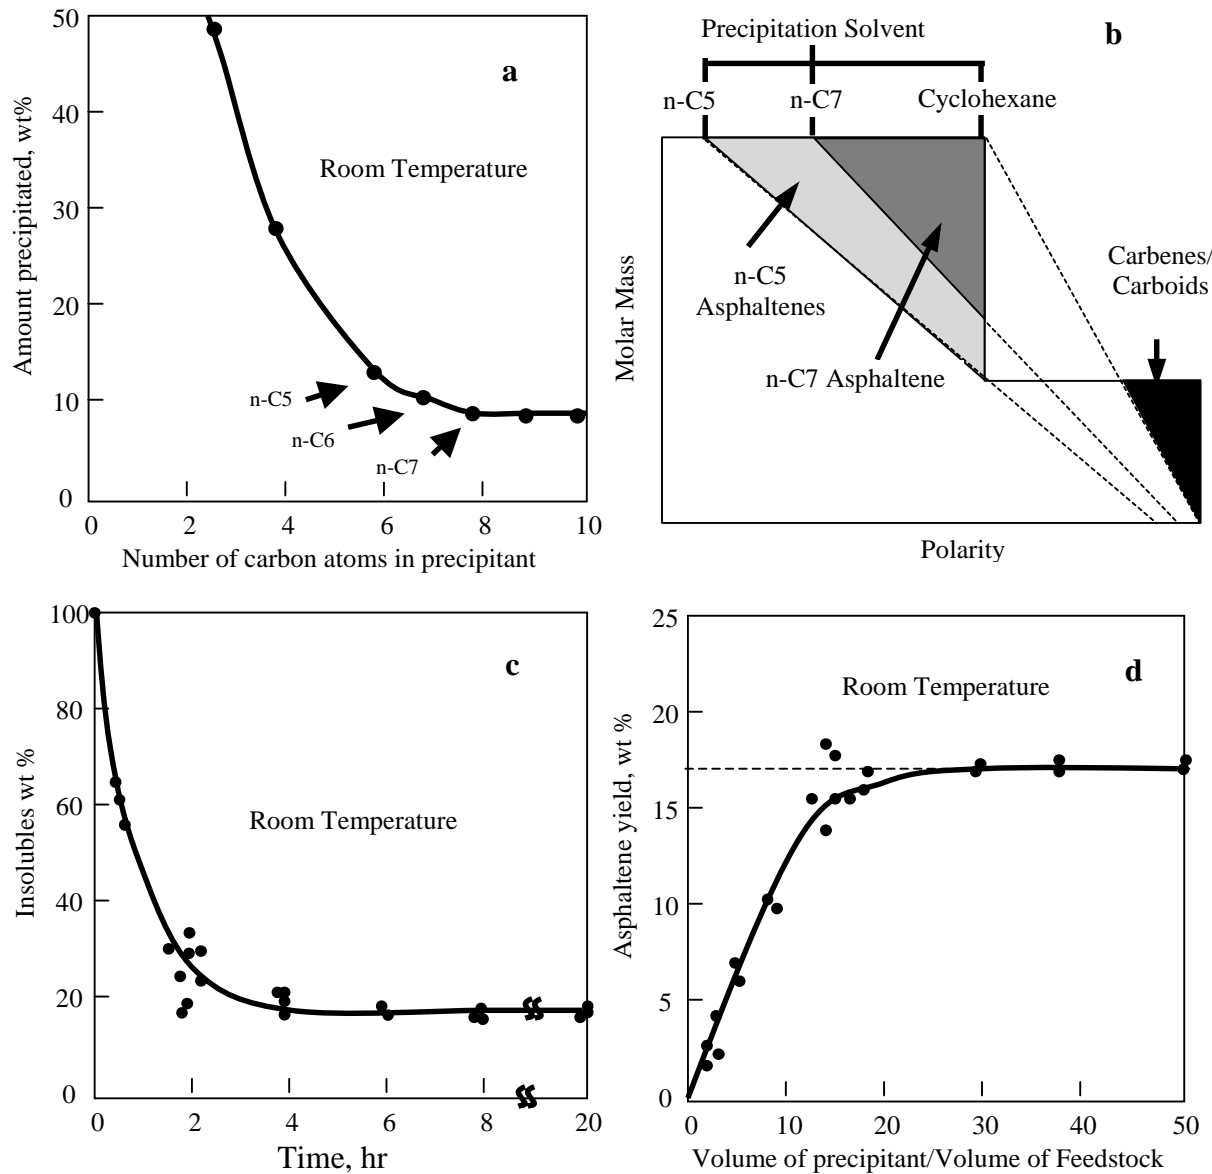 50
40
30
20
10
0
0
2
4
6
8
10
Amount precipitated, wt%
a
Room Temperature
n-C5
n-C6
n-C7
Number of carbon atoms in precipitant
Precipitation Solvent
b
n-C5
n-C7
Cyclohexane
Molar Mass
n-C5
Asphaltenes
n-C7 Asphaltene
Carbenes/
Carboids
Polarity
100
80
60
40
20
0
0
2
4
6
8
20
Insolubles wt %
c
Room Temperature
Time, hr
25
20
15
10
5
0
0
10
20
30
40
50
Asphaltene yield, wt %
d
Room Temperature
Volume of precipitant/Volume of Feedstock